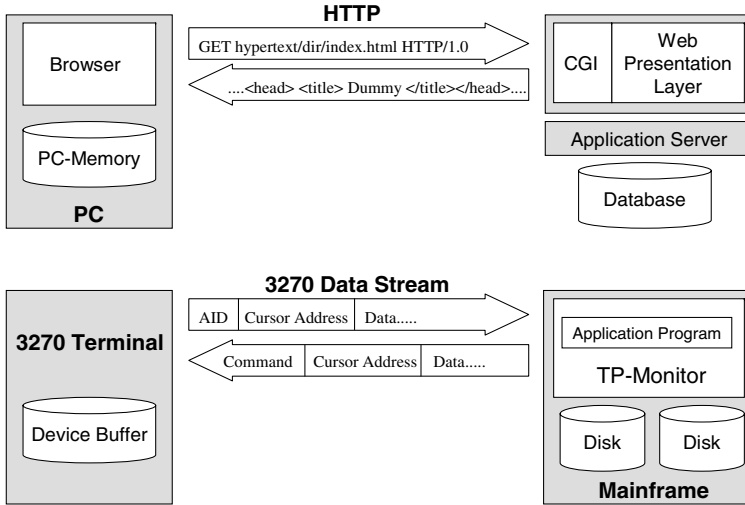 HTTP
Browser
PC-Memory
PC
GET hypertext/dir/index.html HTTP/1.0
....<head> <title> Dummy </title></head>....
CGI
Web
Presentation
Layer
Application Server
Database
3270 Data Stream
3270 Terminal
Device Buffer
AID Cursor Address Data.....
Command Cursor Address Data.....
Application Program
TP-Monitor
Disk Disk
Mainframe